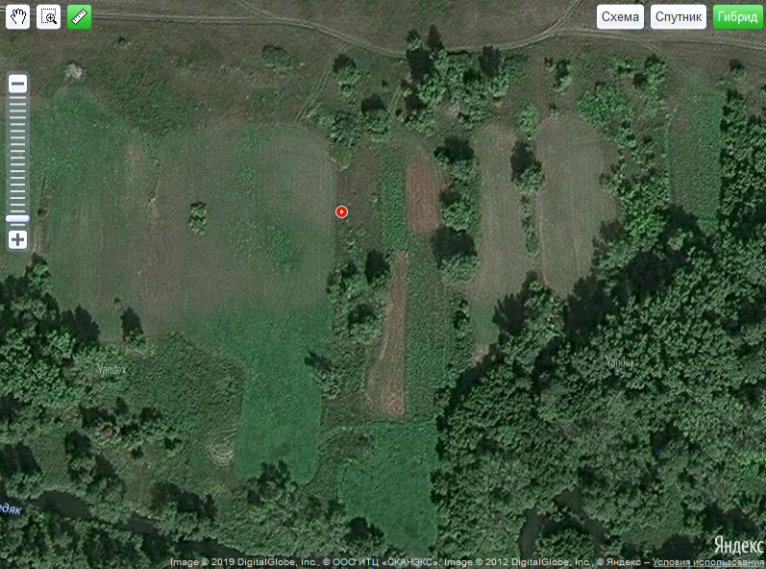 Схема Спутник Гибрид
Yandex
Yandex
Яндекс
Image © 2019 DigitalGlobe, Inc., © ООО ИТЦ «СКАНЭКС», Image © 2012 DigitalGlobe, Inc., © Яндекс – Условия использования